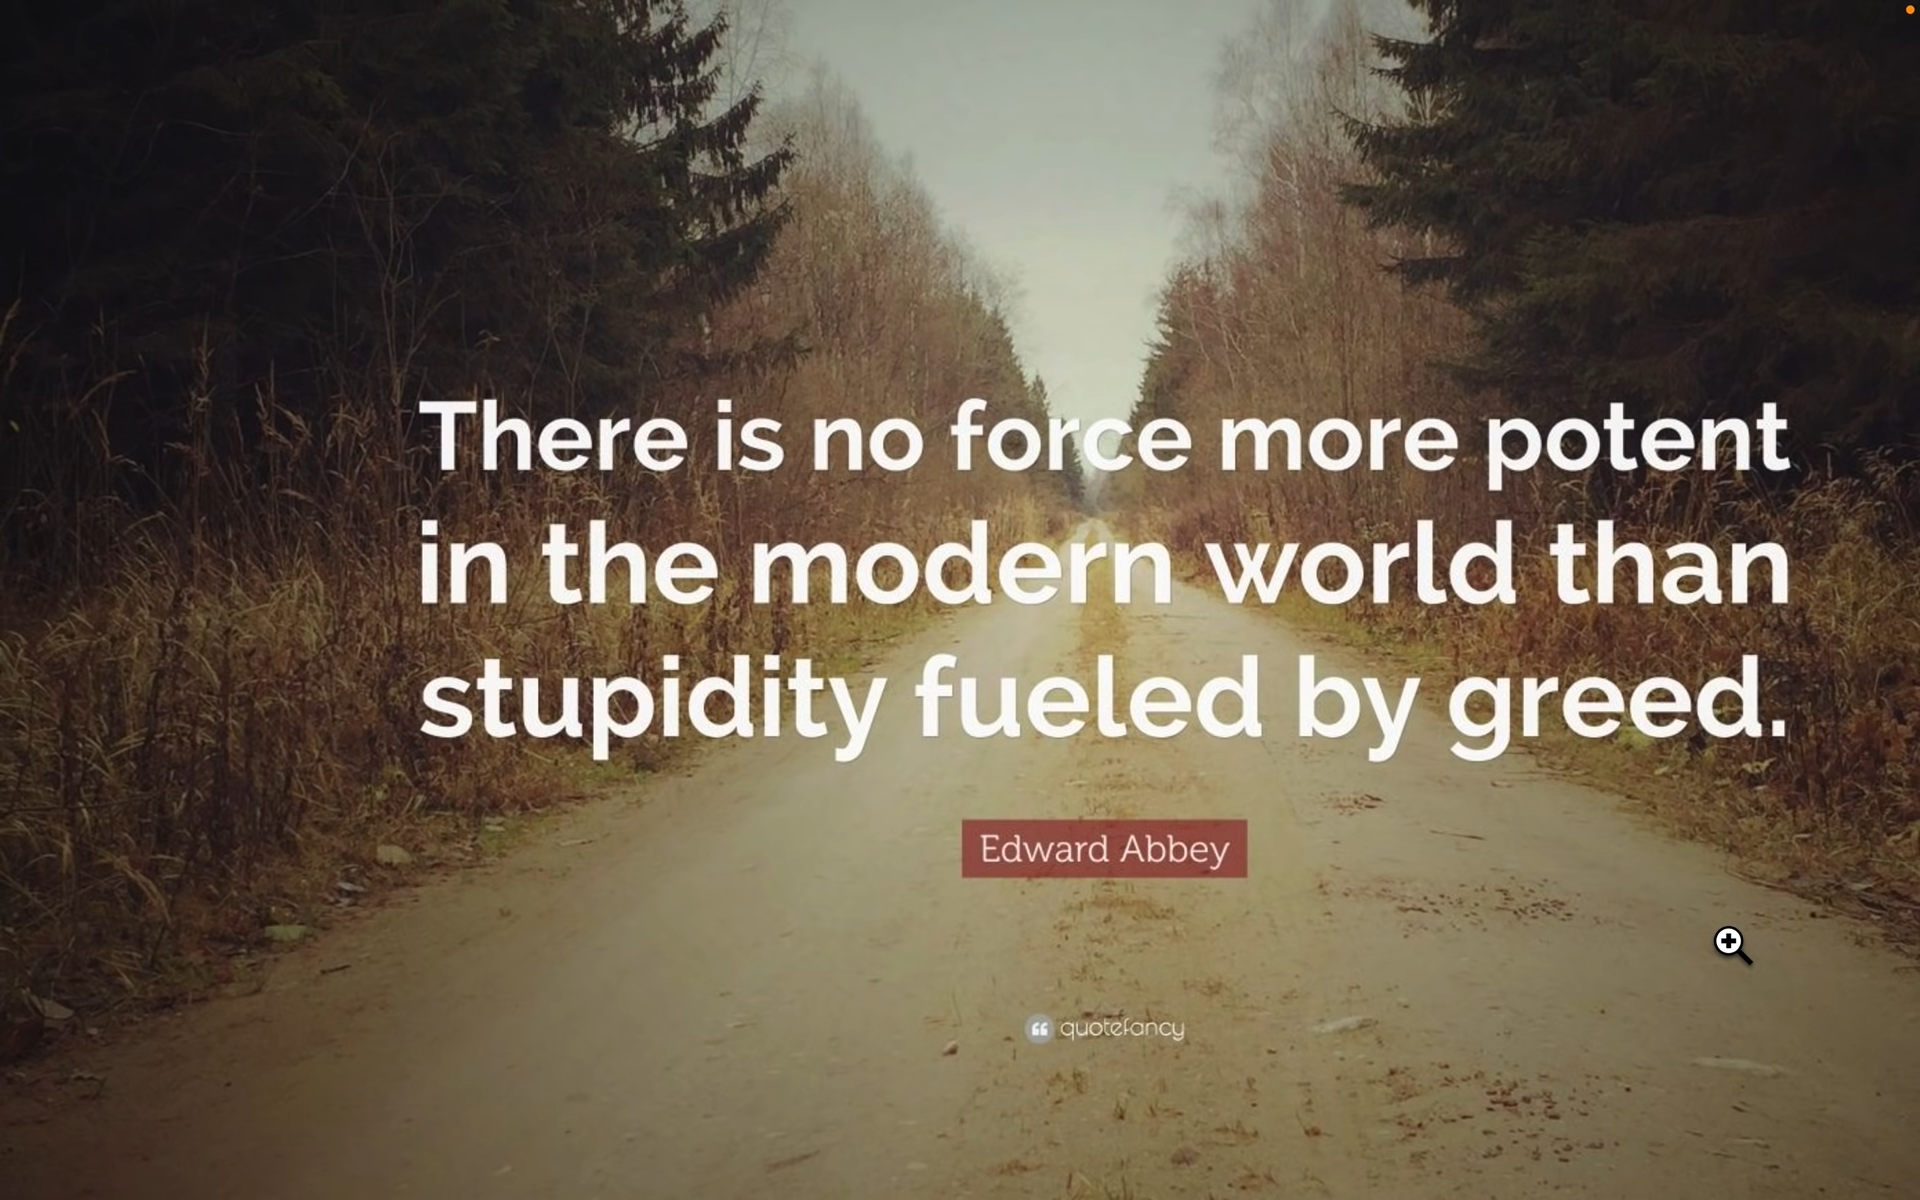 There is no force more potent
in the modern world than
stupidity fueled by greed.
Edward Abbey
quotefancy